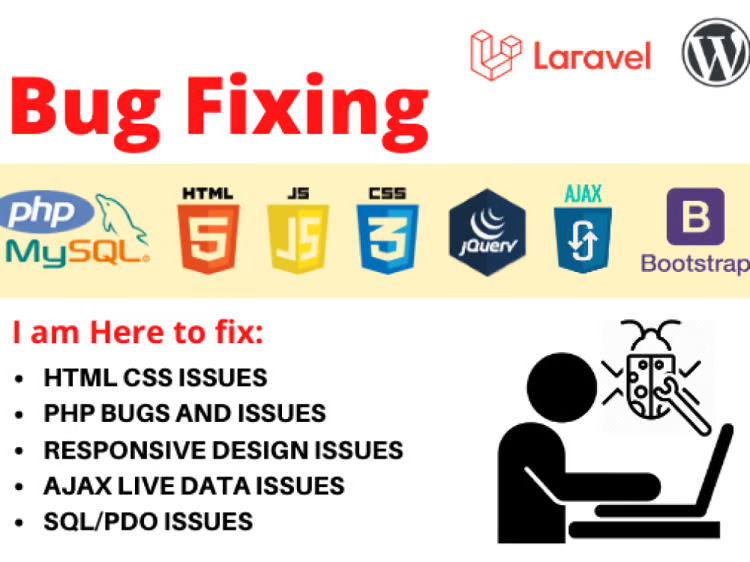 Laravel
W
Bug Fixing
php
MySQL®
HTML
5
JS
JS
CSS
3
jQuery
AJAX
B
Bootstrap
I am Here to fix:
• HTML CSS ISSUES
• PHP BUGS AND ISSUES
• RESPONSIVE DESIGN ISSUES
• AJAX LIVE DATA ISSUES
• SQL/PDO ISSUES